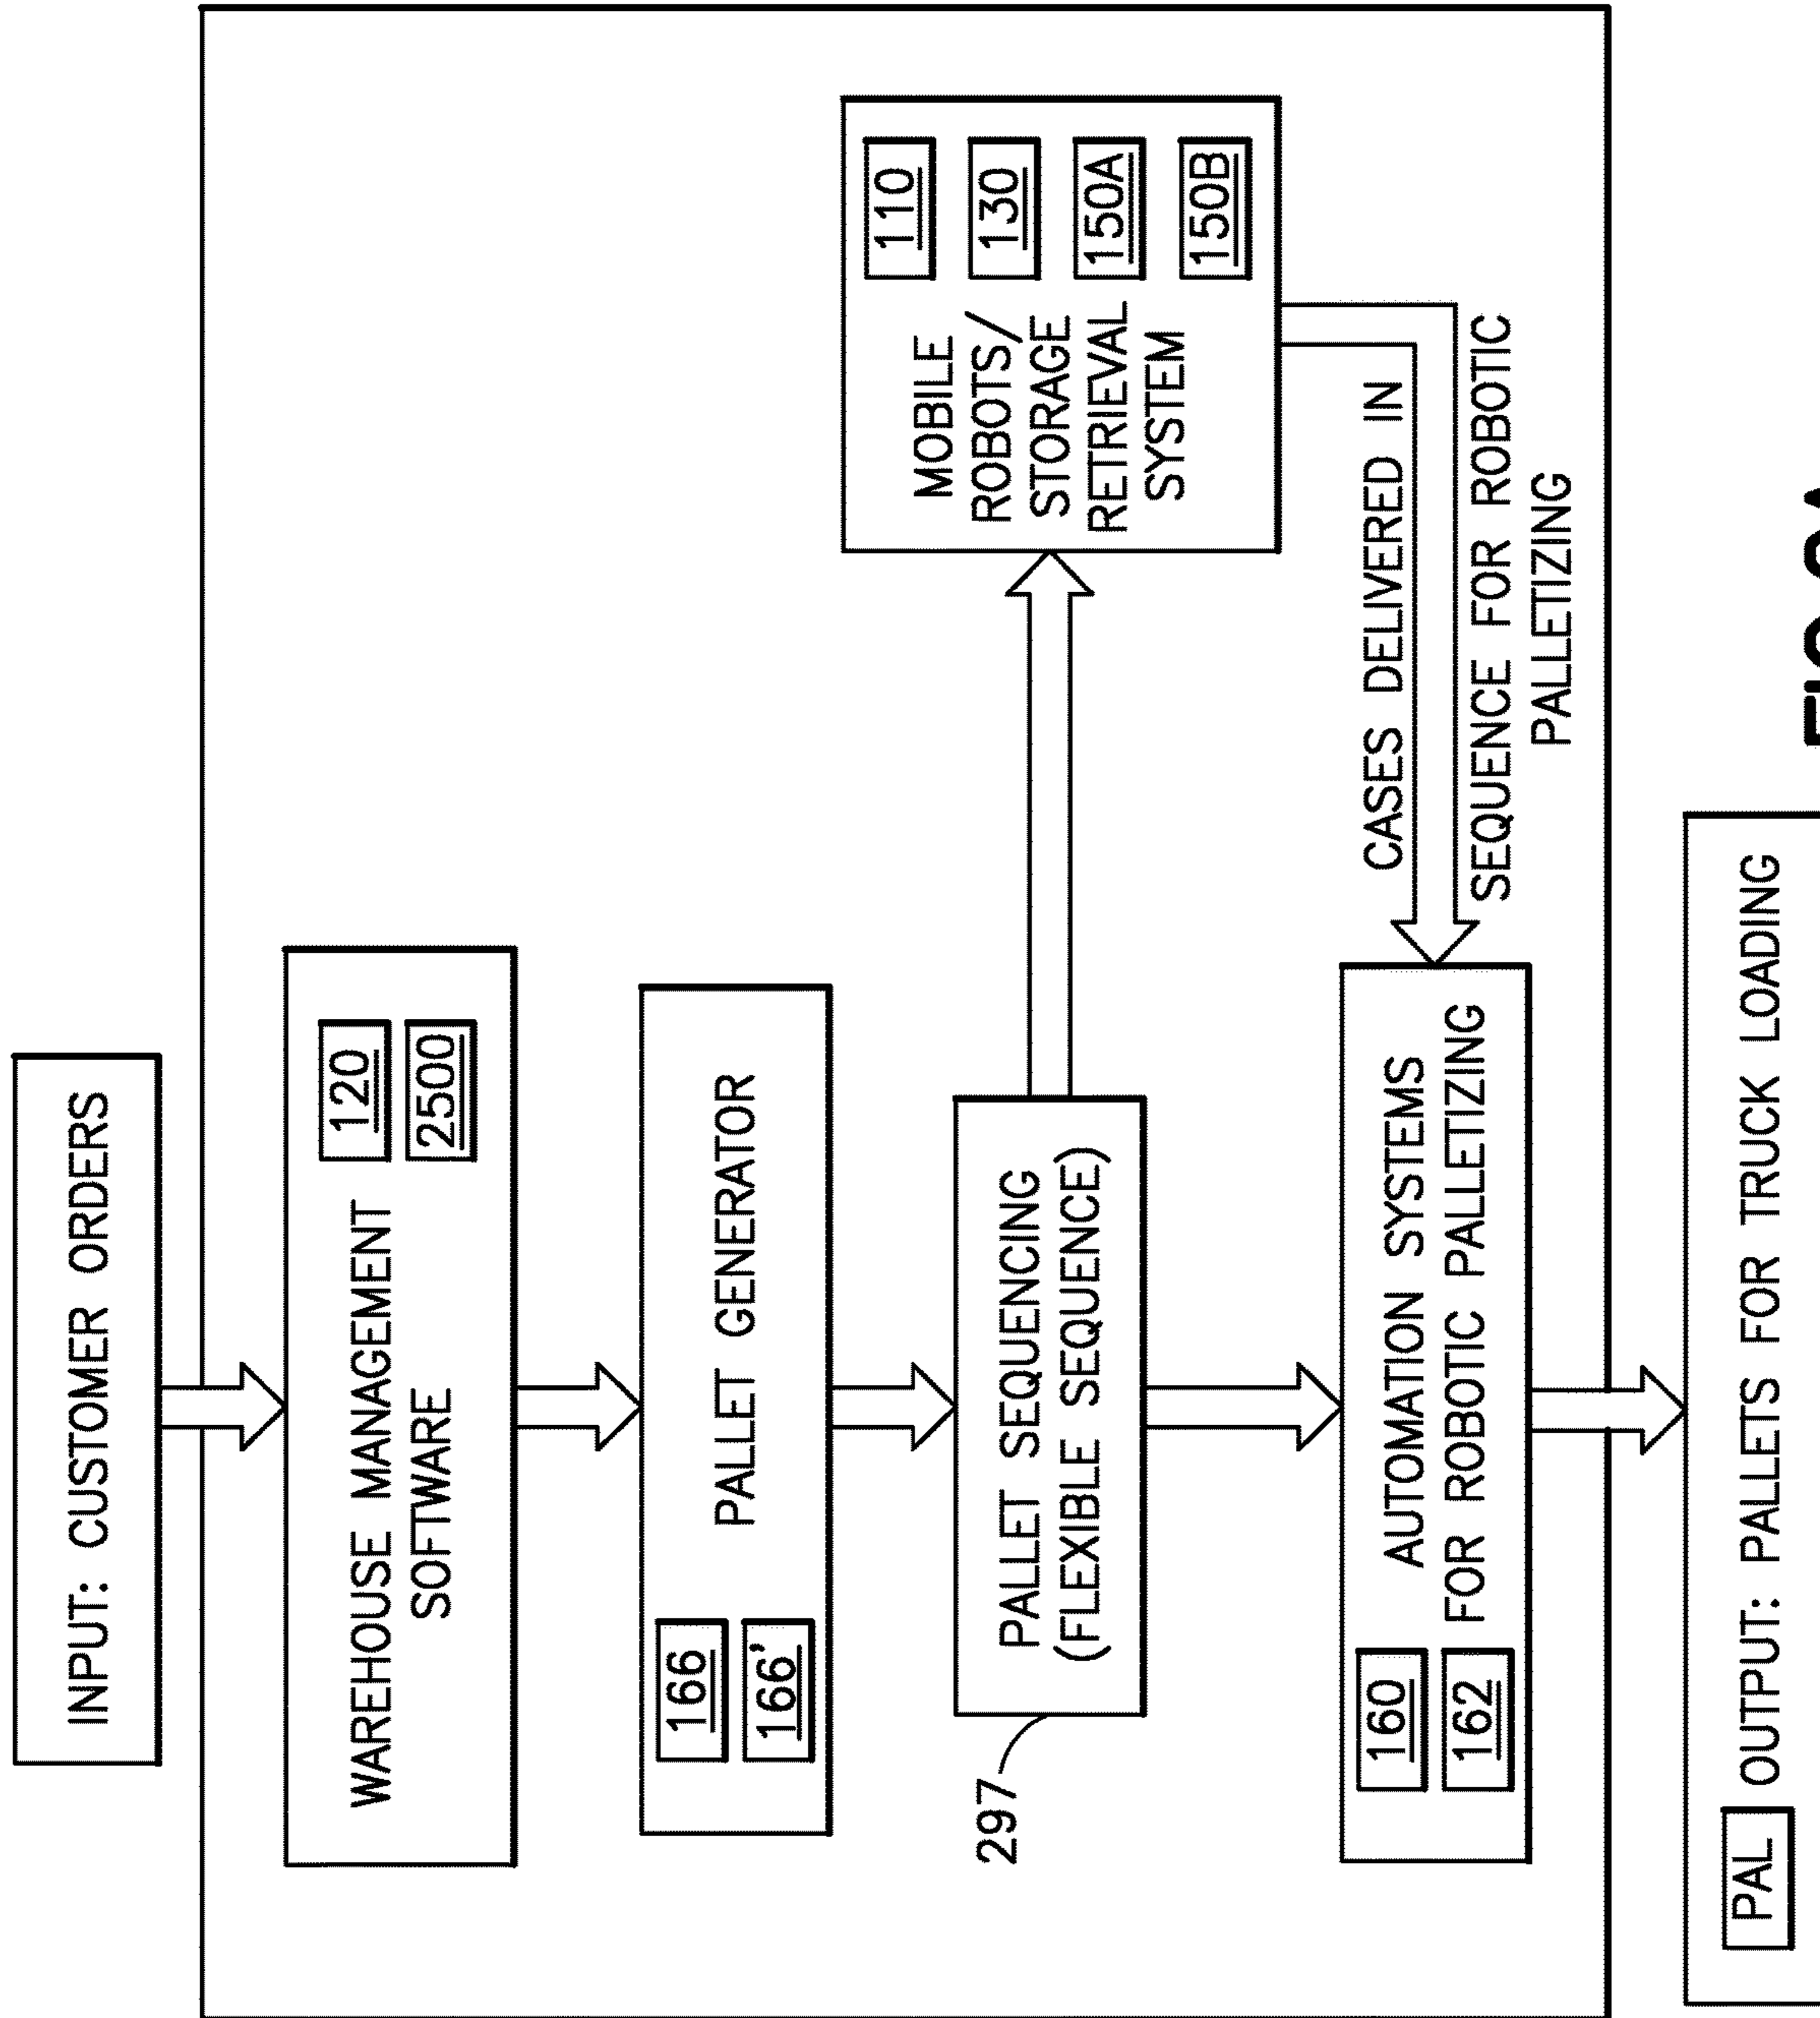 INPUT: CUSTOMER ORDERS
WAREHOUSE MANAGEMENT
SOFTWARE
120
2500
166
166'
PALLET GENERATOR
297
PALLET SEQUENCING
(FLEXIBLE SEQUENCE)
MOBILE
ROBOTS/
STORAGE
RETRIEVAL
SYSTEM
110
130
150A
150B
CASES DELIVERED IN
SEQUENCE FOR ROBOTIC
PALLETIZING
160
162
AUTOMATION SYSTEMS
FOR ROBOTIC PALLETIZING
PAL
OUTPUT: PALLETS FOR TRUCK LOADING